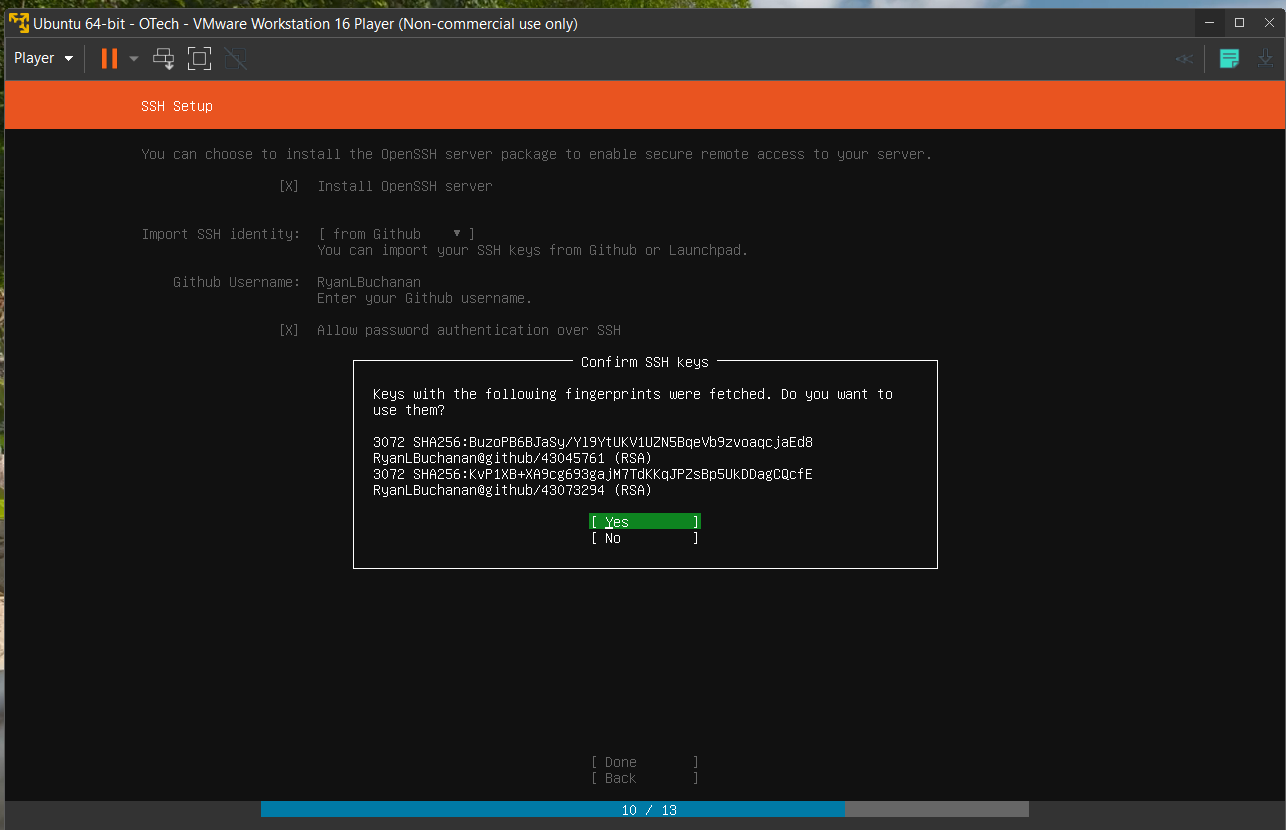 Ubuntu 64-bit - OTech - VMware Workstation 16 Player (Non-commercial use only)
Player
SSH Setup
You can choose to install the OpenSSH server package to enable secure remote access to your server.
[X] Install OpenSSH server
Import SSH identity: [ from Github ▾ ]
You can import your SSH keys from Github or Launchpad.
Github Username: RyanLBuchanan
Enter your Github username.
[X] Allow password authentication over SSH
Confirm SSH keys
Keys with the following fingerprints were fetched. Do you want to
use them?
3072 SHA256:BuzoPB6BJaSy/Yl9YtUKV1UZN5BqeVb9zvoaqcjaEd8
RyanLBuchanan@github/43045761 (RSA)
3072 SHA256:KvP1XB+XA9cg693gajM7TdKKqJPZsBp5UkDDagCQcfE
RyanLBuchanan@github/43073294 (RSA)
[ Yes ]
[ No ]
[ Done ]
[ Back ]
10 / 13